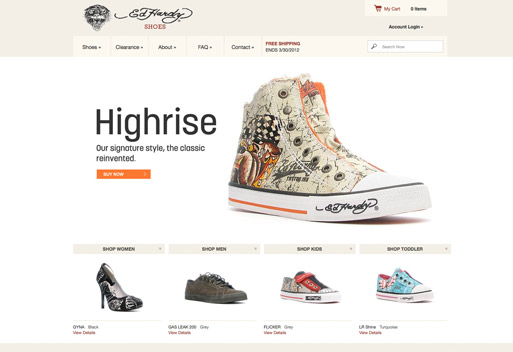 Ed Hardy
SHOES
My Cart 0 Items
Account Login »
Shoes Clearance About FAQ Contact
FREE SHIPPING
ENDS 3/30/2012
Search Now
Highrise
Our signature style, the classic
reinvented.
BUY NOW
Ed Hardy
SHOP WOMEN SHOP MEN SHOP KIDS SHOP TODDLER
GYNA Black GAS LEAK 200 Grey FLICKER Grey LR Shrine Turquoise
View Details View Details View Details View Details